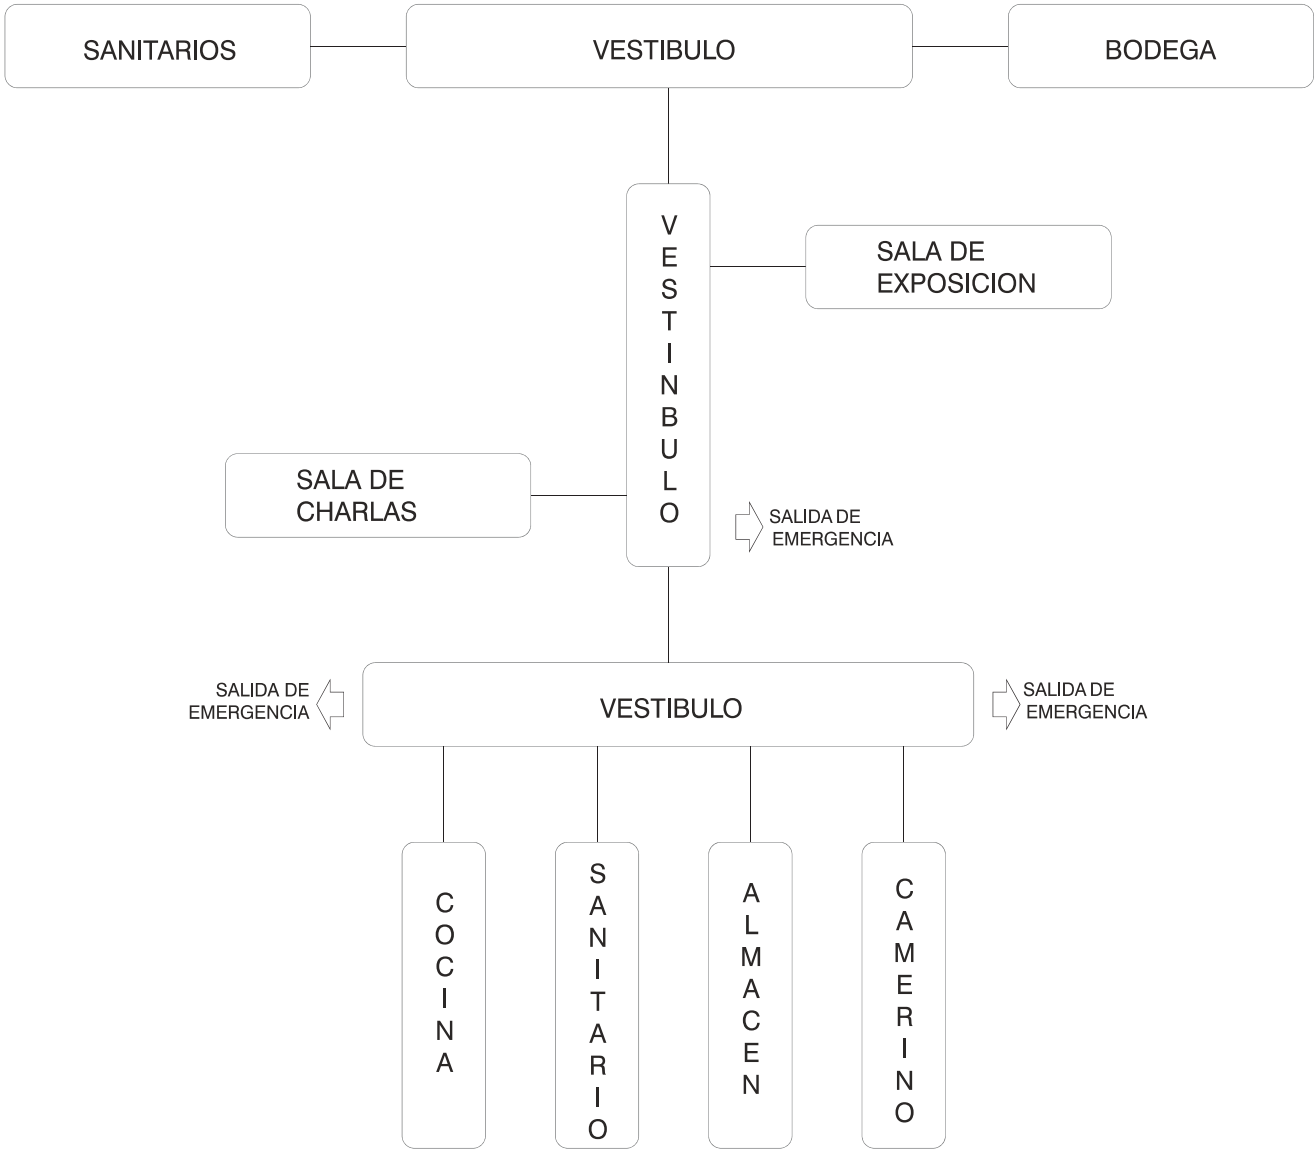 SANITARIOS
VESTIBULO
BODEGA
VESTINBULO
SALA DE
EXPOSICION
SALA DE
CHARLAS
SALIDA DE
EMERGENCIA
SALIDA DE
EMERGENCIA
VESTIBULO
SALIDA DE
EMERGENCIA
COCINA
SANITARIO
ALMACEN
CAMERINO